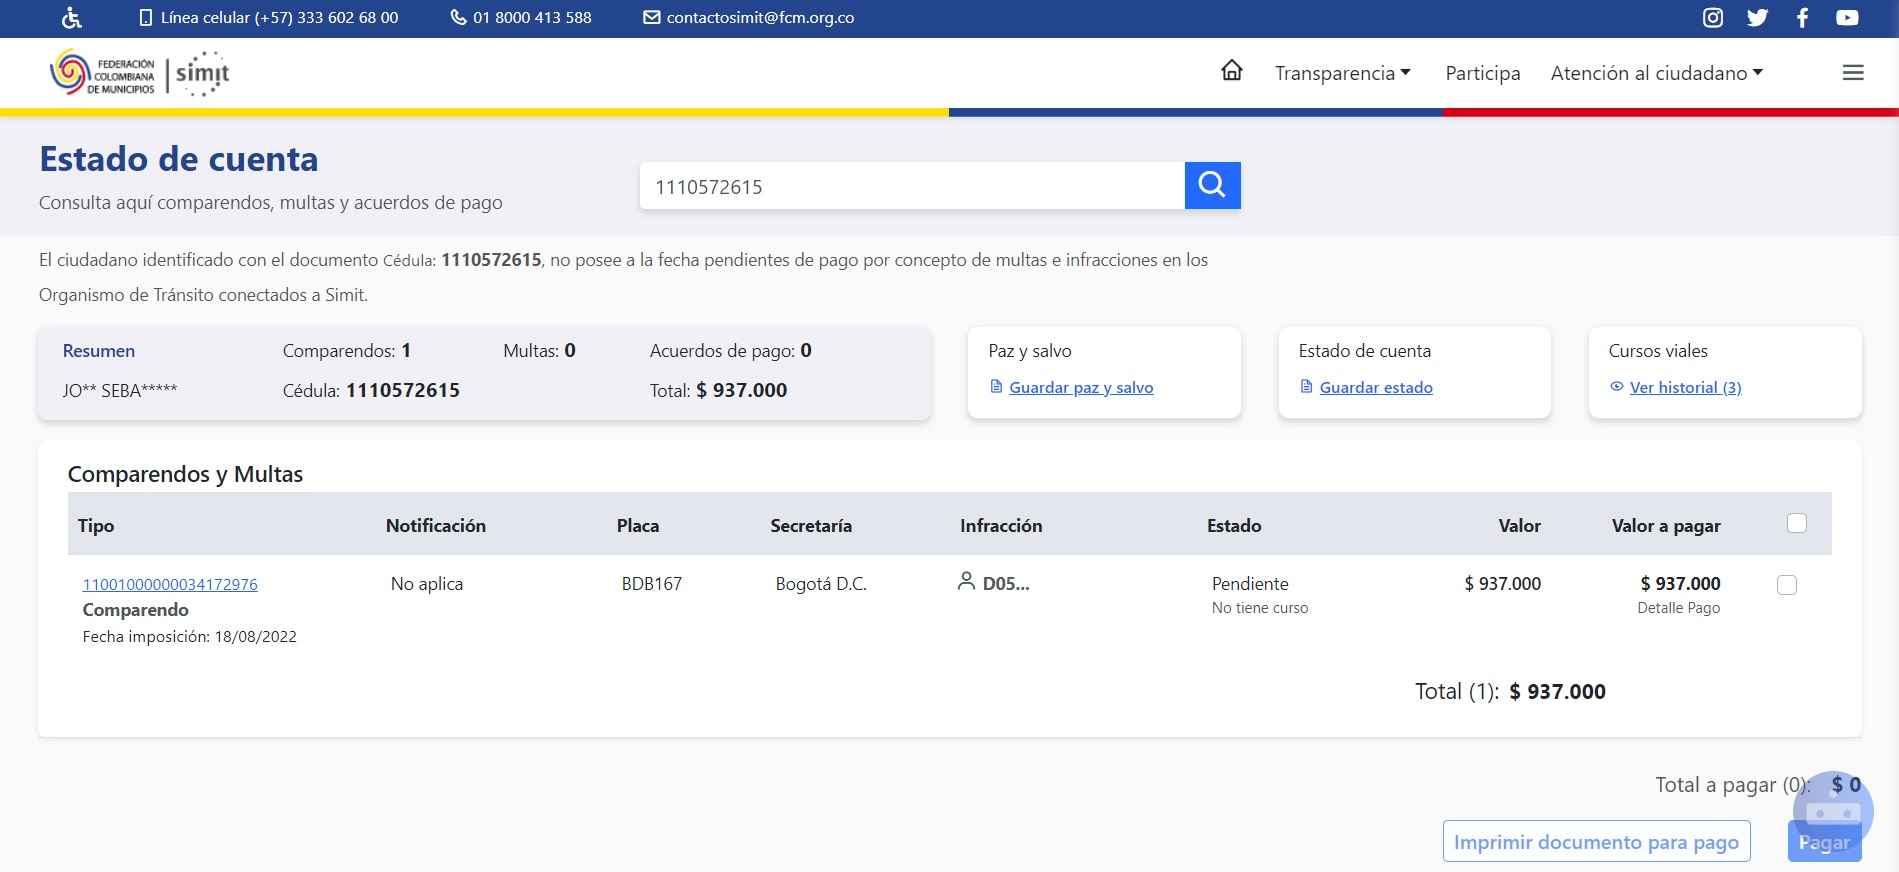 Línea celular (+57) 333 602 68 00 01 8000 413 588 contactosimit@fcm.org.co
FEDERACIÓN
COLOMBIANA
DE MUNICIPIOS
simit
Transparencia Participa Atención al ciudadano
Estado de cuenta
Consulta aquí comparendos, multas y acuerdos de pago
1110572615
El ciudadano identificado con el documento Cédula: 1110572615, no posee a la fecha pendientes de pago por concepto de multas e infracciones en los
Organismo de Tránsito conectados a Simit.
Resumen Comparendos: 1 Multas: 0 Acuerdos de pago: 0
JO** SEBA***** Cédula: 1110572615 Total: $ 937.000
Paz y salvo
Guardar paz y salvo
Estado de cuenta
Guardar estado
Cursos viales
Ver historial (3)
Comparendos y Multas
Tipo Notificación Placa Secretaría Infracción Estado Valor Valor a pagar
11001000000034172976 No aplica BDB167 Bogotá D.C. D05... Pendiente $ 937.000 $ 937.000
Comparendo No tiene curso Detalle Pago
Fecha imposición: 18/08/2022
Total (1): $ 937.000
Total a pagar (0): $ 0
Imprimir documento para pago Pagar